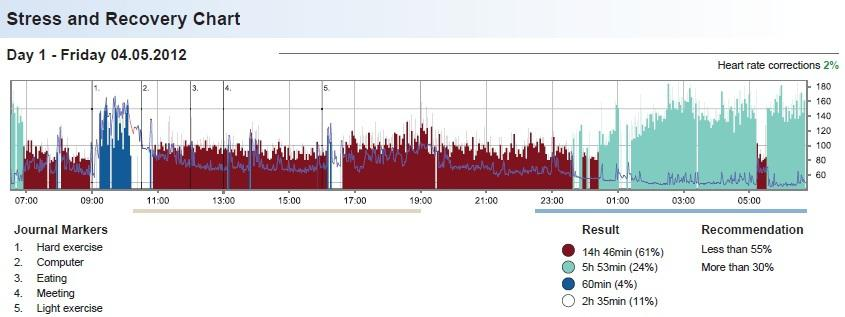 Stress and Recovery Chart
Day 1 - Friday 04.05.2012
Heart rate corrections 2%
1. 2. 3. 4. 5.
180
160
140
120
100
80
60
07:00 09:00 11:00 13:00 15:00 17:00 19:00 21:00 23:00 01:00 03:00 05:00
Journal Markers
1. Hard exercise
2. Computer
3. Eating
4. Meeting
5. Light exercise
Result Recommendation
14h 46min (61%) Less than 55%
5h 53min (24%) More than 30%
60min (4%)
2h 35min (11%)